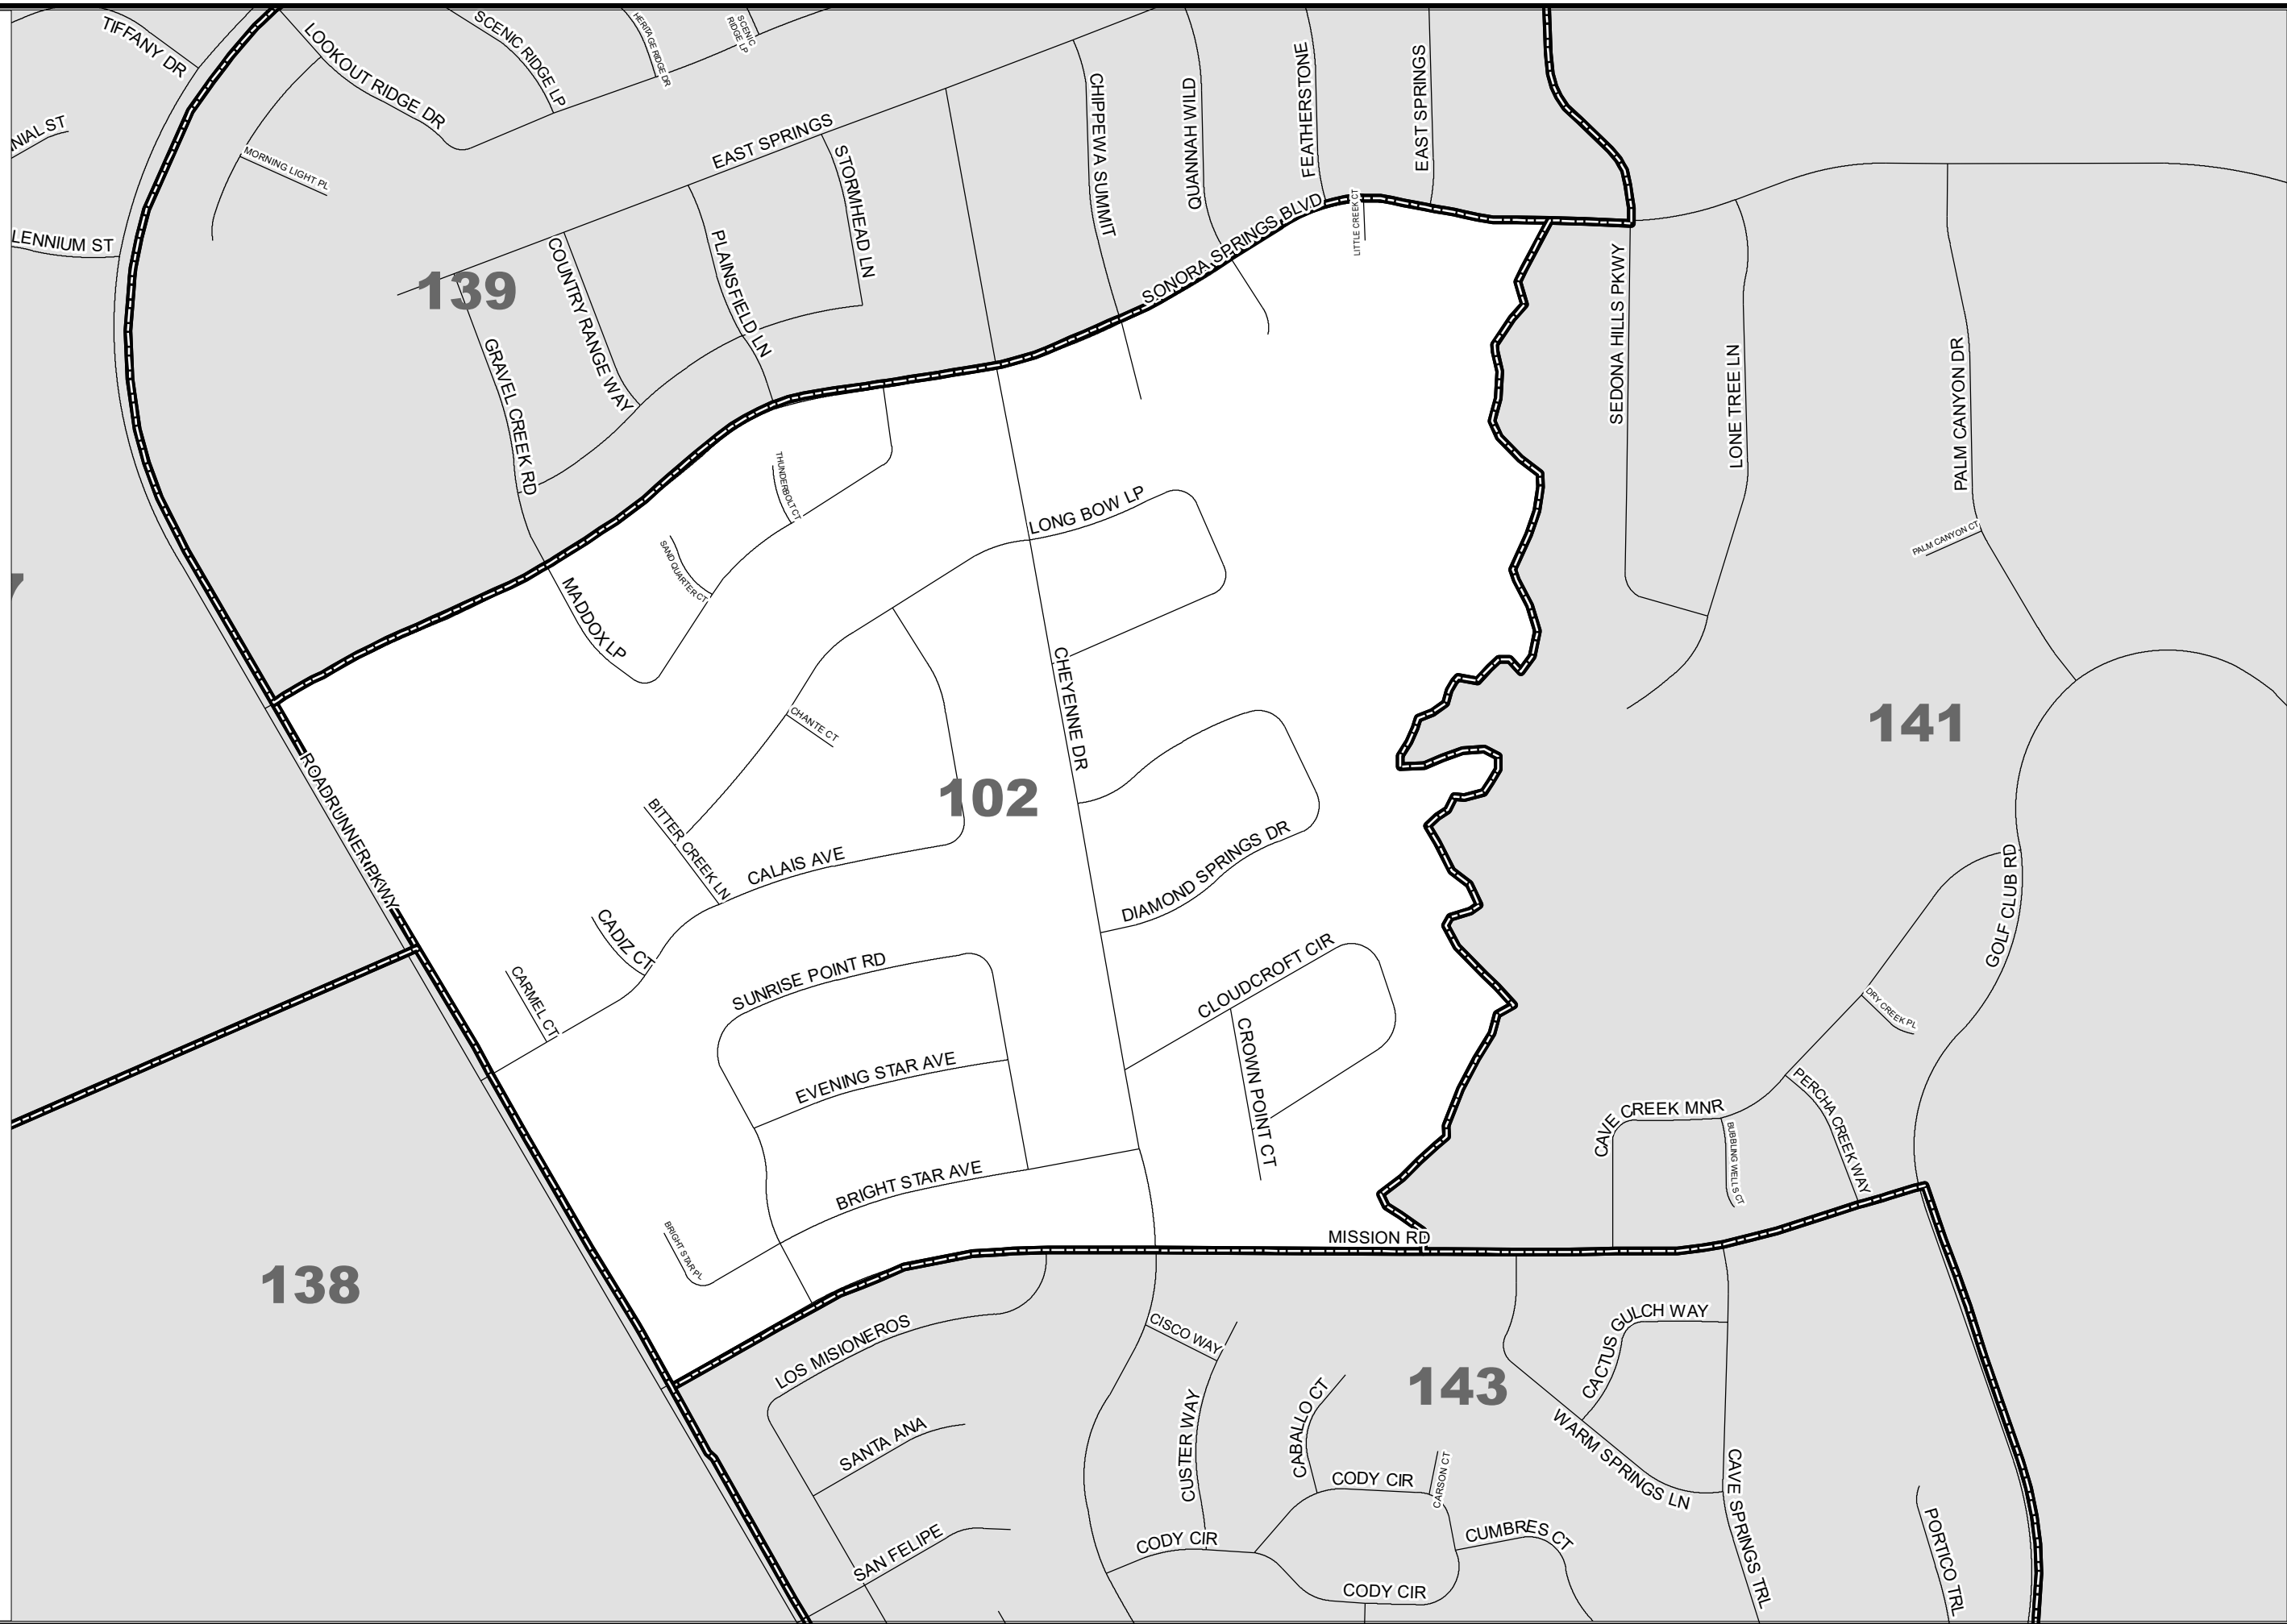 TIFFANY DR
LOOKOUT RIDGE DR
SCENIC RIDGE LP
HERITAGE RIDGE DR
SCENIC
RIDGE LP
NIAL ST
MORNING LIGHT PL
LENNIUM ST
EAST SPRINGS
STORMHEAD LN
CHIPPEWA SUMMIT
QUANNAH WILD
FEATHERSTONE
EAST SPRINGS
LITTLE CREEK CT
SONORA SPRINGS BLVD
139
COUNTRY RANGE WAY
PLAINSFIELD LN
GRAVEL CREEK RD
SEDONA HILLS PKWY
LONE TREE LN
PALM CANYON DR
PALM CANYON CT
THUNDERBOLT CT
SAND QUARTER CT
MADDOX LP
LONG BOW LP
7
CHEYENNE DR
CHANTE CT
141
102
ROADRUNNER PKWY
BITTER CREEK LN
CALAIS AVE
DIAMOND SPRINGS DR
GOLF CLUB RD
CADIZ CT
CARMEL CT
SUNRISE POINT RD
CLOUDCROFT CIR
CROWN POINT CT
DRY CREEK PL
EVENING STAR AVE
PERCHA CREEK WAY
CAVE CREEK MNR
BUBBLING WELLS CT
BRIGHT STAR AVE
BRIGHT STAR PL
MISSION RD
138
LOS MISIONEROS
CISCO WAY
CACTUS GULCH WAY
143
CUSTER WAY
CABALLO CT
SANTA ANA
WARM SPRINGS LN
CODY CIR
CARSON CT
CAVE SPRINGS TRL
PORTICO TRL
SAN FELIPE
CODY CIR
CUMBRES CT
CODY CIR